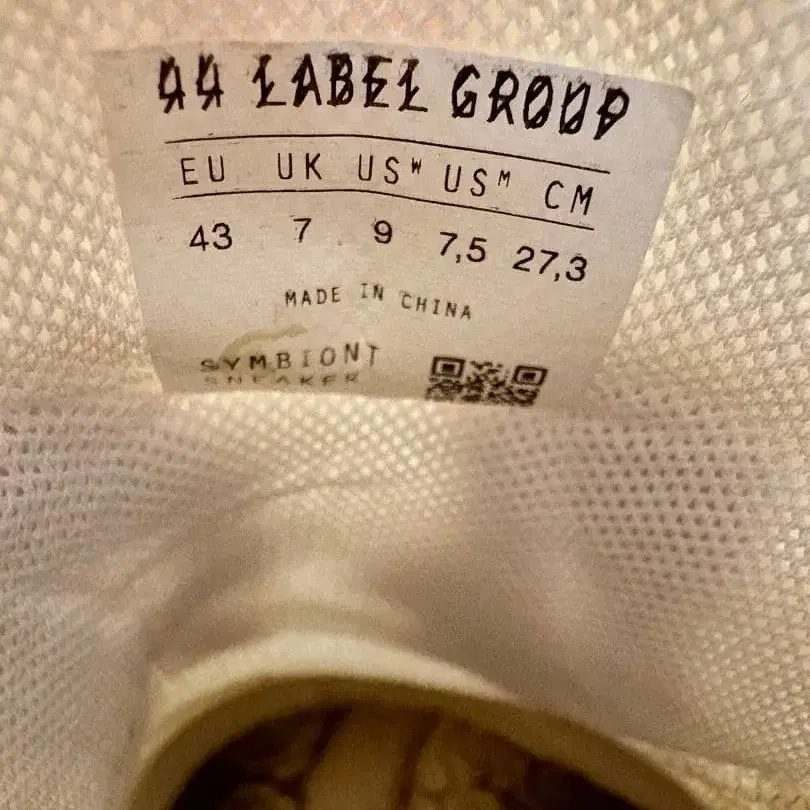 44 LABEL GROUP
EU UK USᵂ USᴹ CM
43 7 9 7,5 27,3
MADE IN CHINA
SYMBIONT
SNEAKER